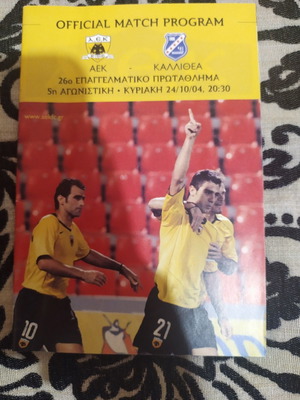 OFFICIAL MATCH PROGRAM
ΑΕΚ - ΚΑΛΛΙΘΕΑ
26ο ΕΠΑΓΓΕΛΜΑΤΙΚΟ ΠΡΩΤΑΘΛΗΜΑ
5η ΑΓΩΝΙΣΤΙΚΗ • ΚΥΡΙΑΚΗ 24/10/04, 20:30
10
21